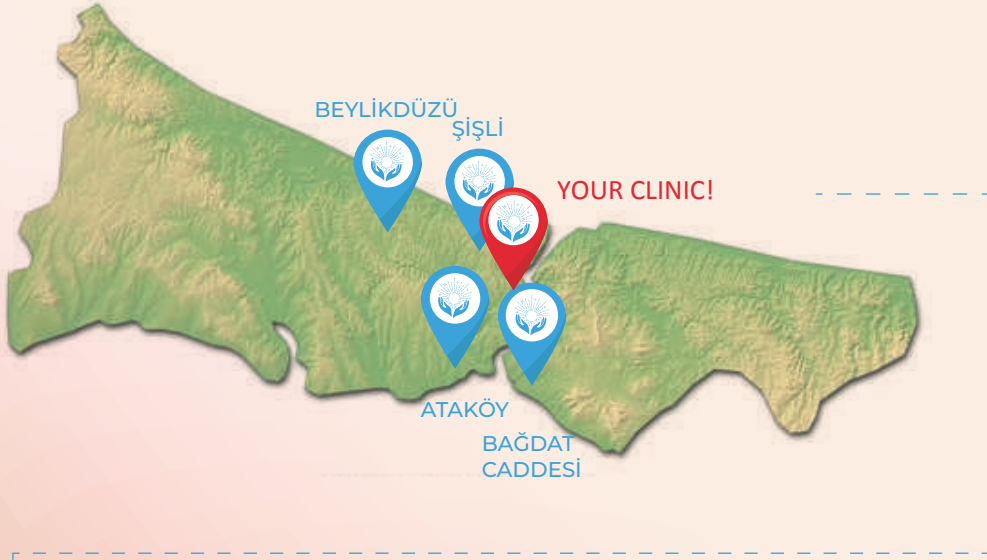 BEYLİKDÜZÜ
ŞİŞLİ
YOUR CLINIC!
ATAKÖY
BAĞDAT
CADDESİ